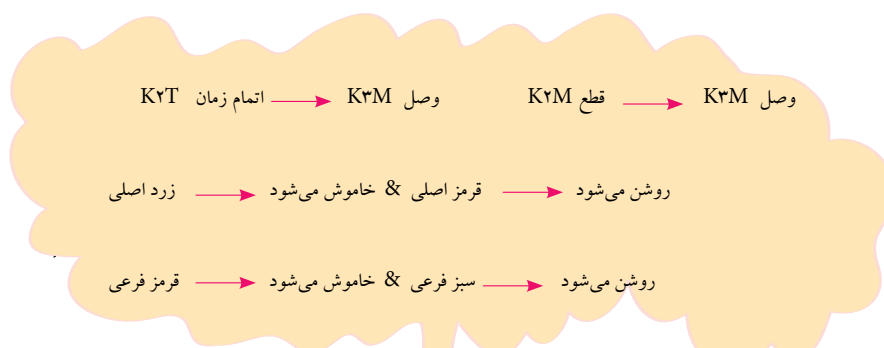 اتمام زمان K۲T → وصل K۳M قطع K۲M → وصل K۳M
زرد اصلی → خاموش می‌شود & قرمز اصلی → روشن می‌شود
قرمز فرعی → خاموش می‌شود & سبز فرعی → روشن می‌شود